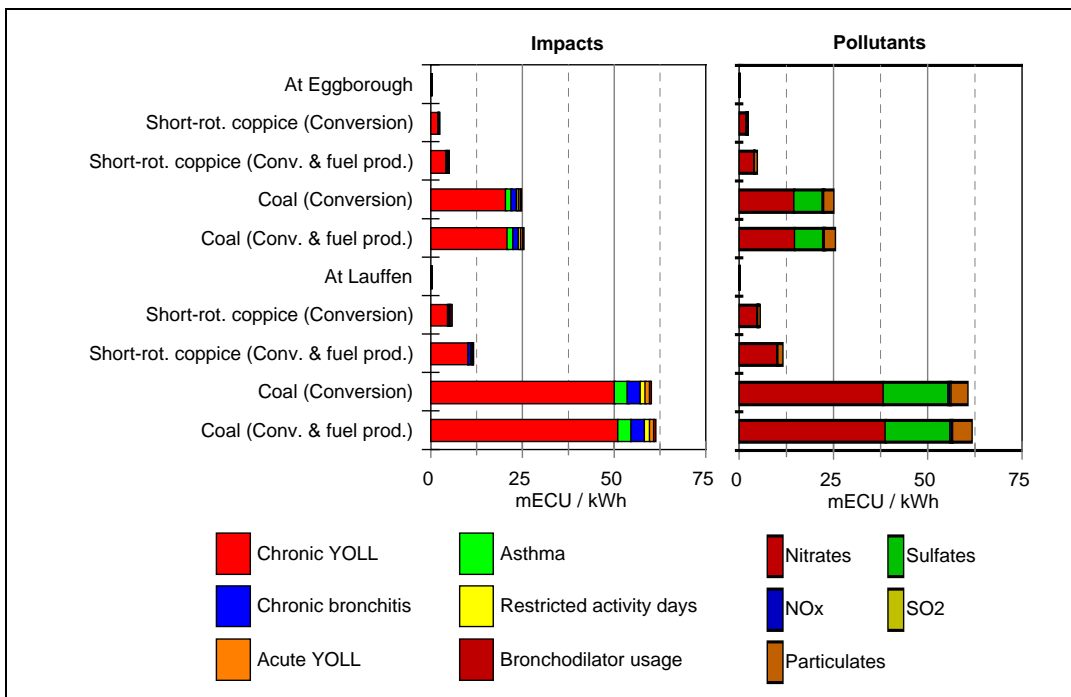 Impacts
Pollutants
At Eggborough
Short-rot. coppice (Conversion)
Short-rot. coppice (Conv. & fuel prod.)
Coal (Conversion)
Coal (Conv. & fuel prod.)
At Lauffen
Short-rot. coppice (Conversion)
Short-rot. coppice (Conv. & fuel prod.)
Coal (Conversion)
Coal (Conv. & fuel prod.)
0 25 50 75
mECU / kWh
0 25 50 75
mECU / kWh
Chronic YOLL
Asthma
Chronic bronchitis
Restricted activity days
Acute YOLL
Bronchodilator usage
Nitrates
Sulfates
NOx
SO2
Particulates